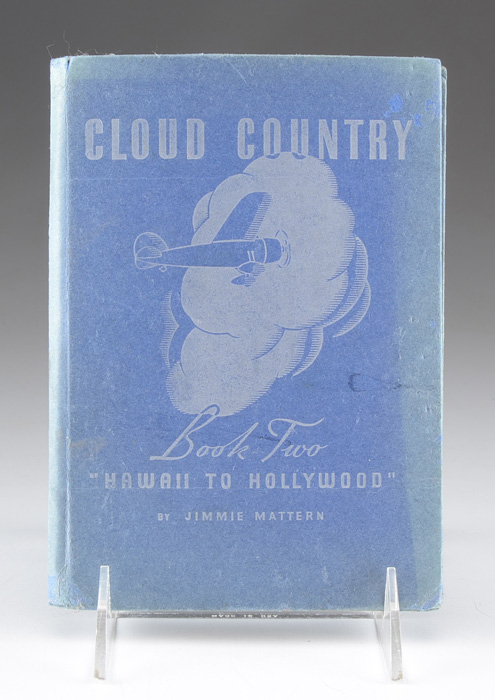 CLOUD COUNTRY
Book Two
"HAWAII TO HOLLYWOOD"
BY JIMMIE MATTERN